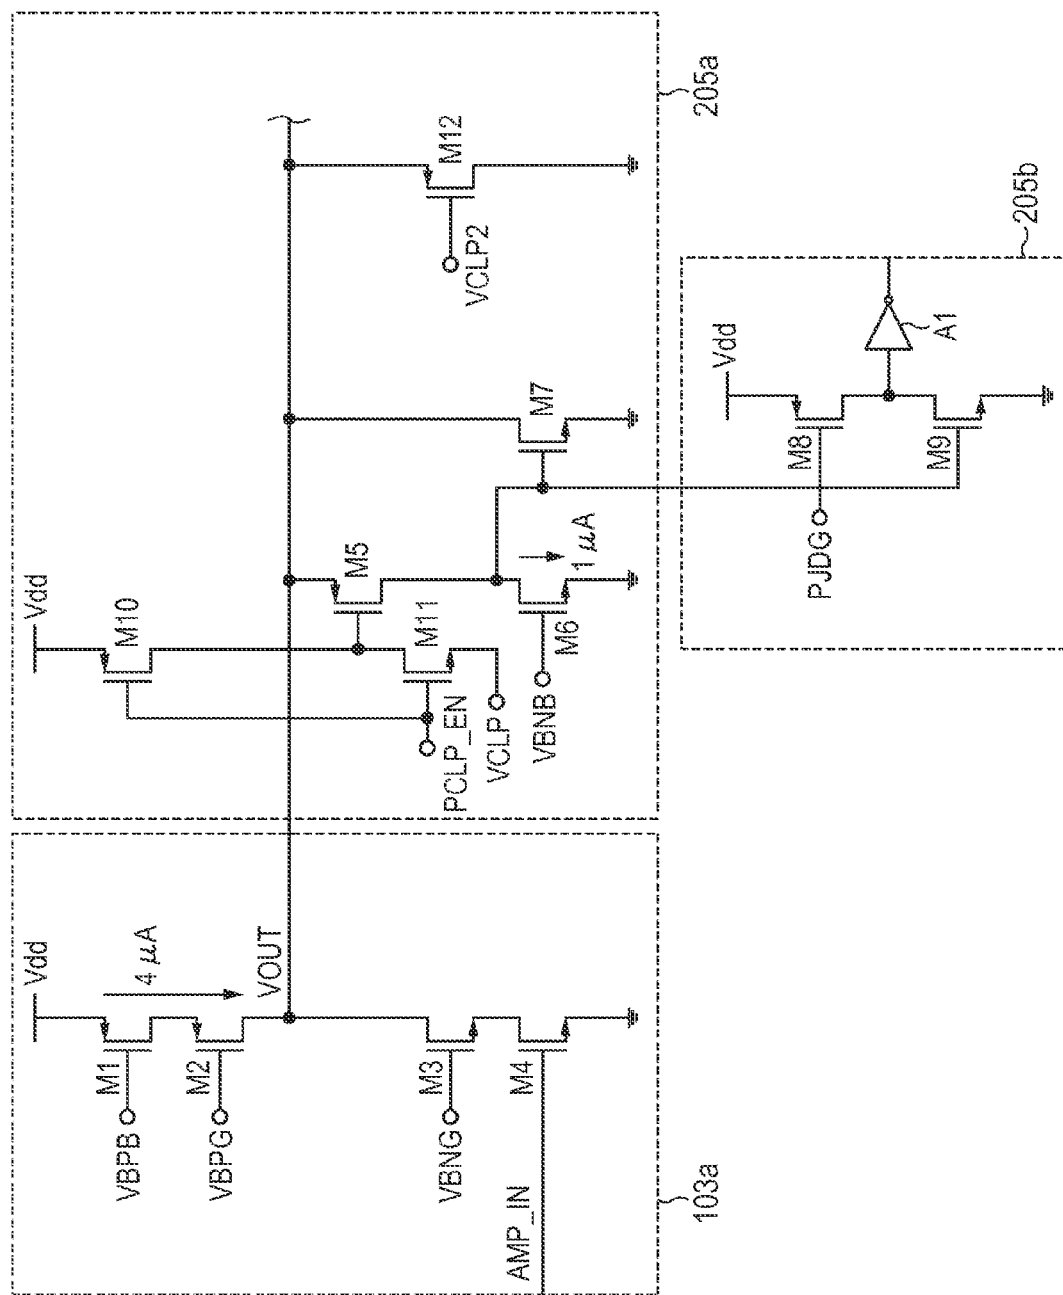 Vdd
4 μA
M1
VBPB
M2
VBPG
VOUT
M3
VBNG
M4
AMP_IN
103a
Vdd
M10
M5
M11
PCLP_EN
VCLP
M6
VBNB
1 μA
M7
M12
VCLP2
205a
Vdd
M8
PJDG
M9
A1
205b